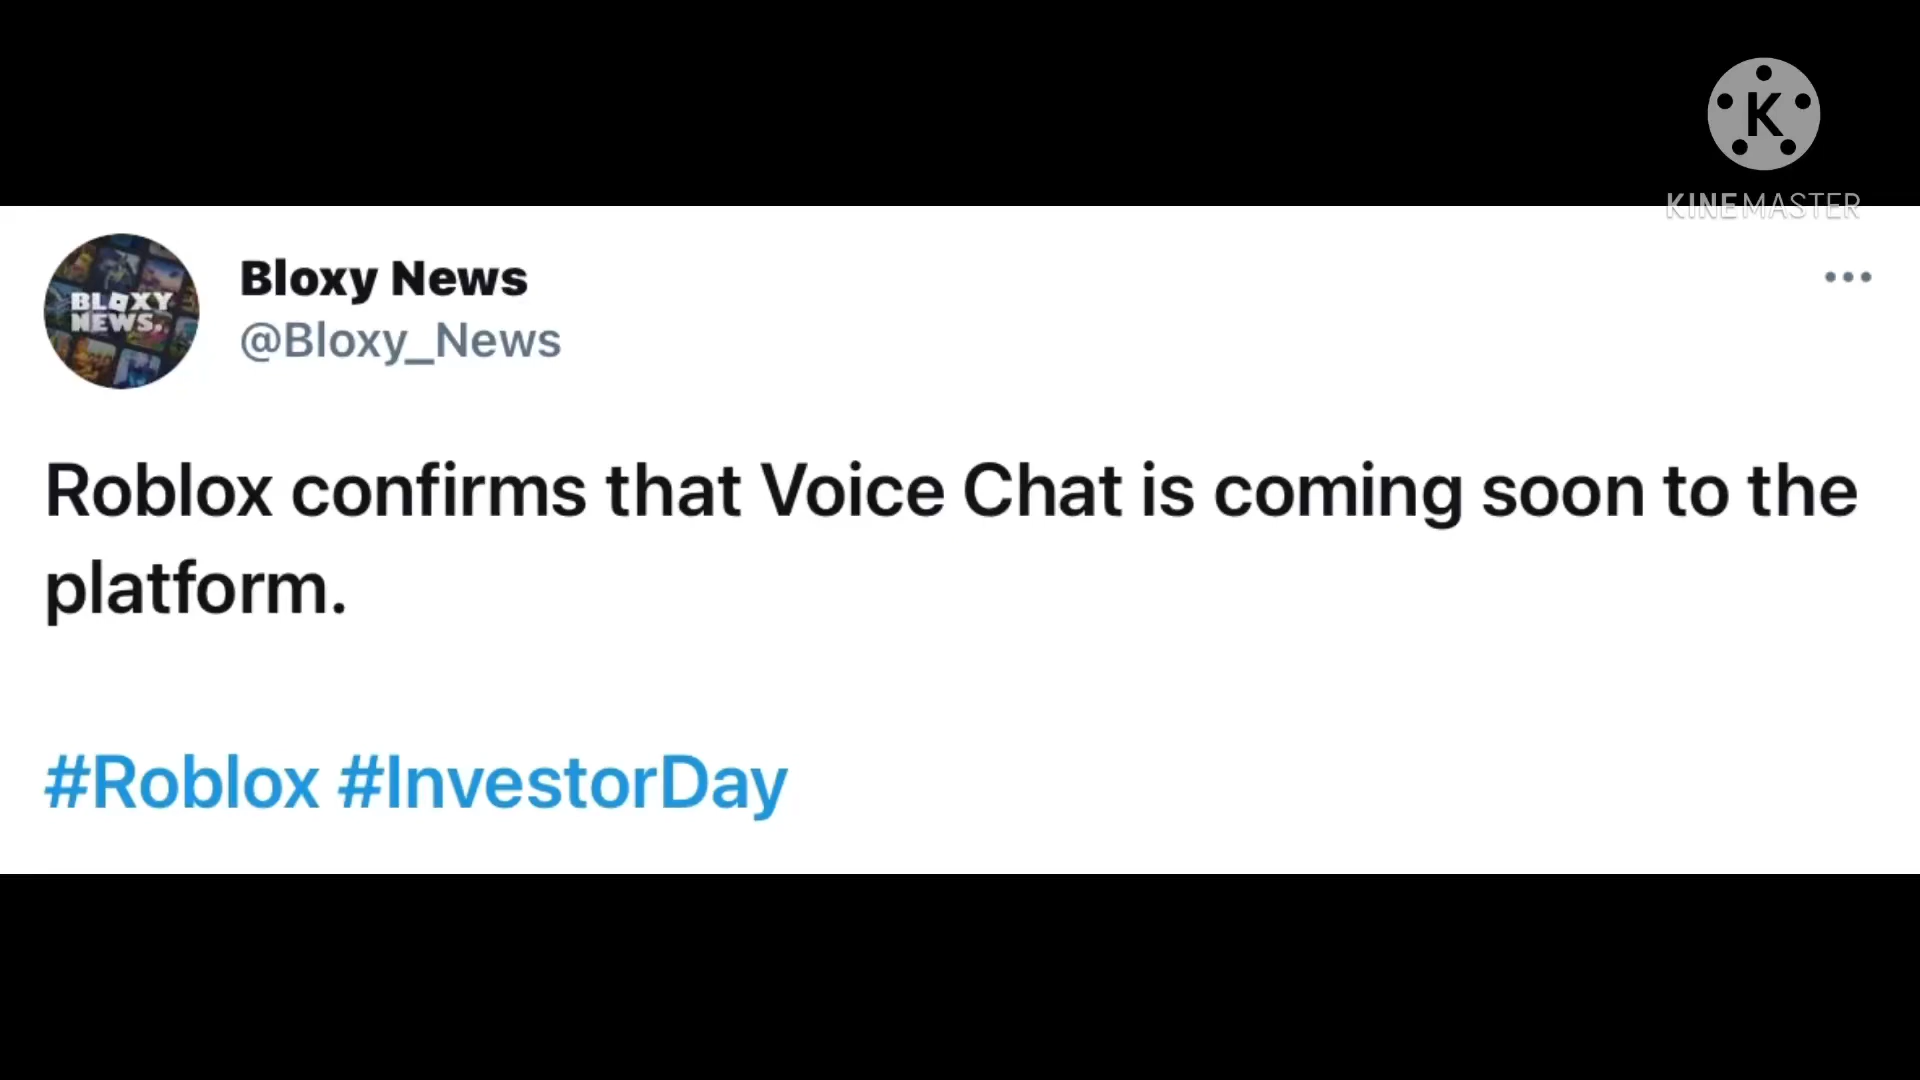 K
KINEMASTER
BLOXY
NEWS.
Bloxy News
@Bloxy_News
Roblox confirms that Voice Chat is coming soon to the
platform.
#Roblox #InvestorDay